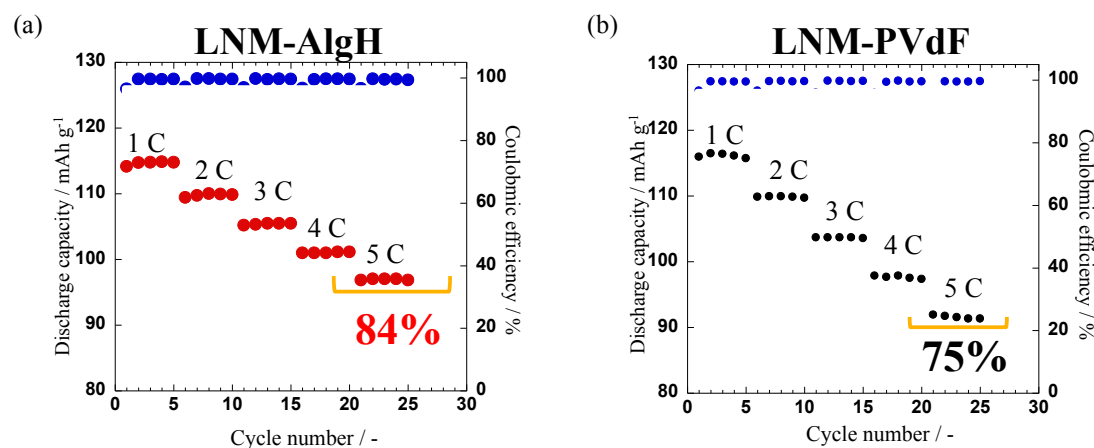 (a)
LNM-AlgH
130
120
110
100
90
80
Discharge capacity / mAh g-1
1 C
2 C
3 C
4 C
5 C
84%
100
80
60
40
20
0
Coulobmic efficiency / %
0
5
10
15
20
25
30
Cycle number / -
(b)
LNM-PVdF
130
120
110
100
90
80
Discharge capacity / mAh g-1
1 C
2 C
3 C
4 C
5 C
75%
100
80
60
40
20
0
Coulobmic efficiency / %
0
5
10
15
20
25
30
Cycle number / -